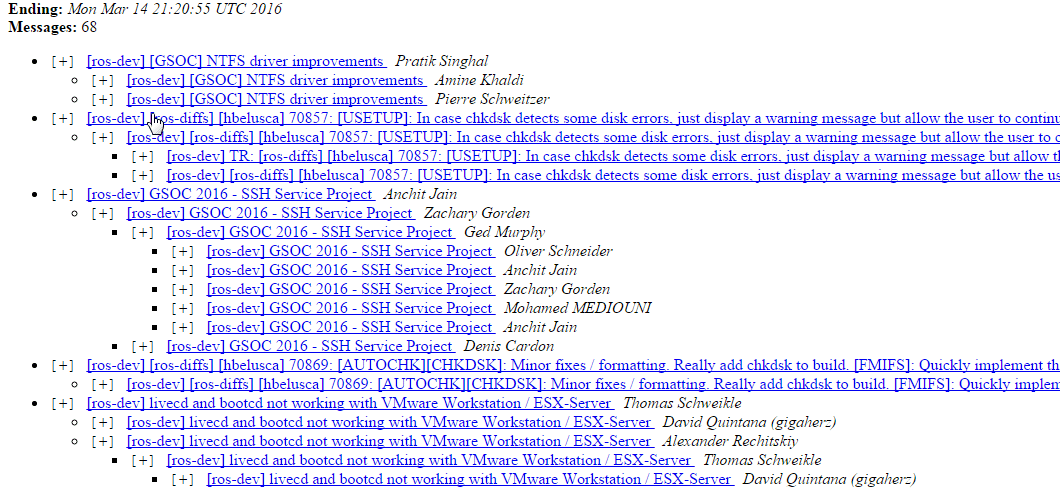 Ending: Mon Mar 14 21:20:55 UTC 2016
Messages: 68
[+] [ros-dev] [GSOC] NTFS driver improvements Pratik Singhal
[+] [ros-dev] [GSOC] NTFS driver improvements Amine Khaldi
[+] [ros-dev] [GSOC] NTFS driver improvements Pierre Schweitzer
[+] [ros-dev] [ros-diffs] [hbelusca] 70857: [USETUP]: In case chkdsk detects some disk errors, just display a warning message but allow the user to continu
[+] [ros-dev] [ros-diffs] [hbelusca] 70857: [USETUP]: In case chkdsk detects some disk errors, just display a warning message but allow the user to c
[+] [ros-dev] TR: [ros-diffs] [hbelusca] 70857: [USETUP]: In case chkdsk detects some disk errors, just display a warning message but allow th
[+] [ros-dev] [ros-diffs] [hbelusca] 70857: [USETUP]: In case chkdsk detects some disk errors, just display a warning message but allow the us
[+] [ros-dev] GSOC 2016 - SSH Service Project Anchit Jain
[+] [ros-dev] GSOC 2016 - SSH Service Project Zachary Gorden
[+] [ros-dev] GSOC 2016 - SSH Service Project Ged Murphy
[+] [ros-dev] GSOC 2016 - SSH Service Project Oliver Schneider
[+] [ros-dev] GSOC 2016 - SSH Service Project Anchit Jain
[+] [ros-dev] GSOC 2016 - SSH Service Project Zachary Gorden
[+] [ros-dev] GSOC 2016 - SSH Service Project Mohamed MEDIOUNI
[+] [ros-dev] GSOC 2016 - SSH Service Project Anchit Jain
[+] [ros-dev] GSOC 2016 - SSH Service Project Denis Cardon
[+] [ros-dev] [ros-diffs] [hbelusca] 70869: [AUTOCHK][CHKDSK]: Minor fixes / formatting. Really add chkdsk to build. [FMIFS]: Quickly implement th
[+] [ros-dev] [ros-diffs] [hbelusca] 70869: [AUTOCHK][CHKDSK]: Minor fixes / formatting. Really add chkdsk to build. [FMIFS]: Quickly implem
[+] [ros-dev] livecd and bootcd not working with VMware Workstation / ESX-Server Thomas Schweikle
[+] [ros-dev] livecd and bootcd not working with VMware Workstation / ESX-Server David Quintana (gigaherz)
[+] [ros-dev] livecd and bootcd not working with VMware Workstation / ESX-Server Alexander Rechitskiy
[+] [ros-dev] livecd and bootcd not working with VMware Workstation / ESX-Server Thomas Schweikle
[+] [ros-dev] livecd and bootcd not working with VMware Workstation / ESX-Server David Quintana (gigaherz)